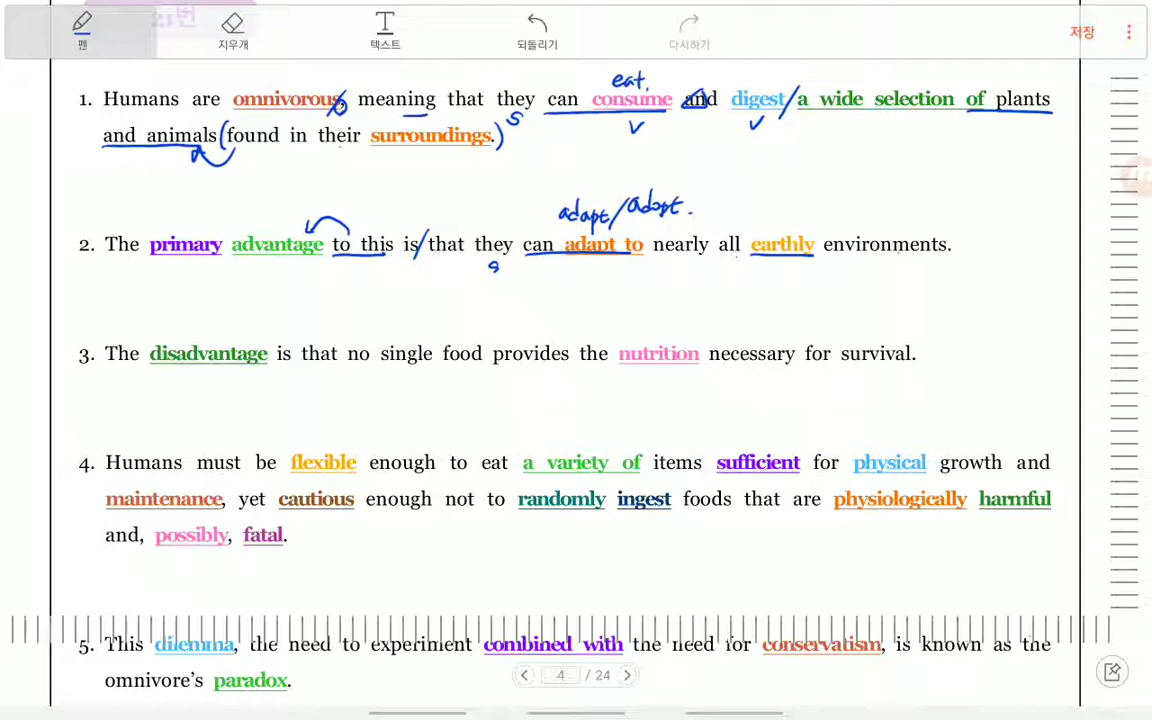 21번
펜 지우개 텍스트 되돌리기 다시하기 저장
eat.
1. Humans are omnivorous, meaning that they can consume and digest a wide selection of plants
s v
and animals (found in their surroundings.)
adapt/adopt.
2. The primary advantage to this is that they can adapt to nearly all earthly environments.
s
3. The disadvantage is that no single food provides the nutrition necessary for survival.
4. Humans must be flexible enough to eat a variety of items sufficient for physical growth and
maintenance, yet cautious enough not to randomly ingest foods that are physiologically harmful
and, possibly, fatal.
5. This dilemma, the need to experiment combined with the need for conservatism, is known as the
4 / 24
omnivore's paradox.